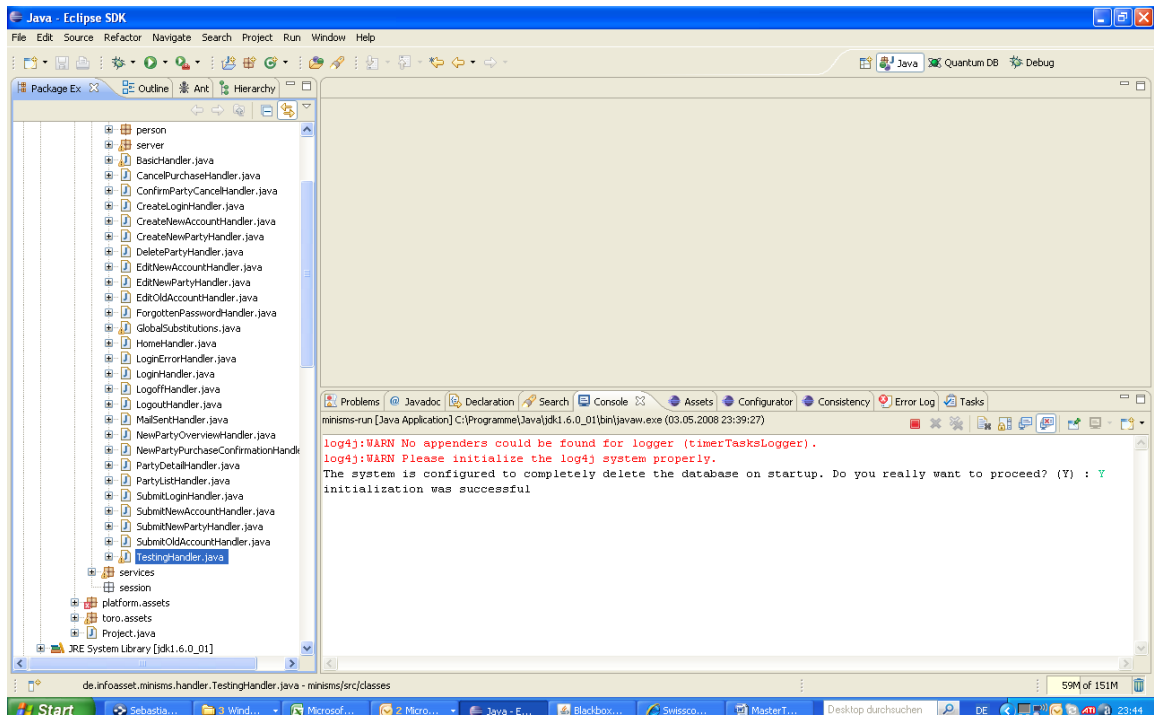 Java - Eclipse SDK
File Edit Source Refactor Navigate Search Project Run Window Help
Java Quantum DB Debug
Package Ex Outline Ant Hierarchy
person
server
BasicHandler.java
CancelPurchaseHandler.java
ConfirmPartyCancelHandler.java
CreateLoginHandler.java
CreateNewAccountHandler.java
CreateNewPartyHandler.java
DeletePartyHandler.java
EditNewAccountHandler.java
EditNewPartyHandler.java
EditOldAccountHandler.java
ForgottenPasswordHandler.java
GlobalSubstitutions.java
HomeHandler.java
LoginErrorHandler.java
LoginHandler.java
LogoffHandler.java
LogoutHandler.java
MailSentHandler.java
NewPartyOverviewHandler.java
NewPartyPurchaseConfirmationHandle
PartyDetailHandler.java
PartyListHandler.java
SubmitLoginHandler.java
SubmitNewAccountHandler.java
SubmitNewPartyHandler.java
SubmitOldAccountHandler.java
TestingHandler.java
services
session
platform.assets
toro.assets
Project.java
JRE System Library [jdk1.6.0_01]
Problems @ Javadoc Declaration Search Console Assets Configurator Consistency Error Log Tasks
minisms-run [Java Application] C:\Programme\Java\jdk1.6.0_01\bin\javaw.exe (03.05.2008 23:39:27)
log4j:WARN No appenders could be found for logger (timerTasksLogger).
log4j:WARN Please initialize the log4j system properly.
The system is configured to completely delete the database on startup. Do you really want to proceed? (Y) : Y
initialization was successful
de.infoasset.minisms.handler.TestingHandler.java - minisms/src/classes
59M of 151M
Start Sebastia... 3 Wind... Microsof... 2 Micro... Java - E... Blackbox... Swissco... MasterT... Desktop durchsuchen DE 23:44